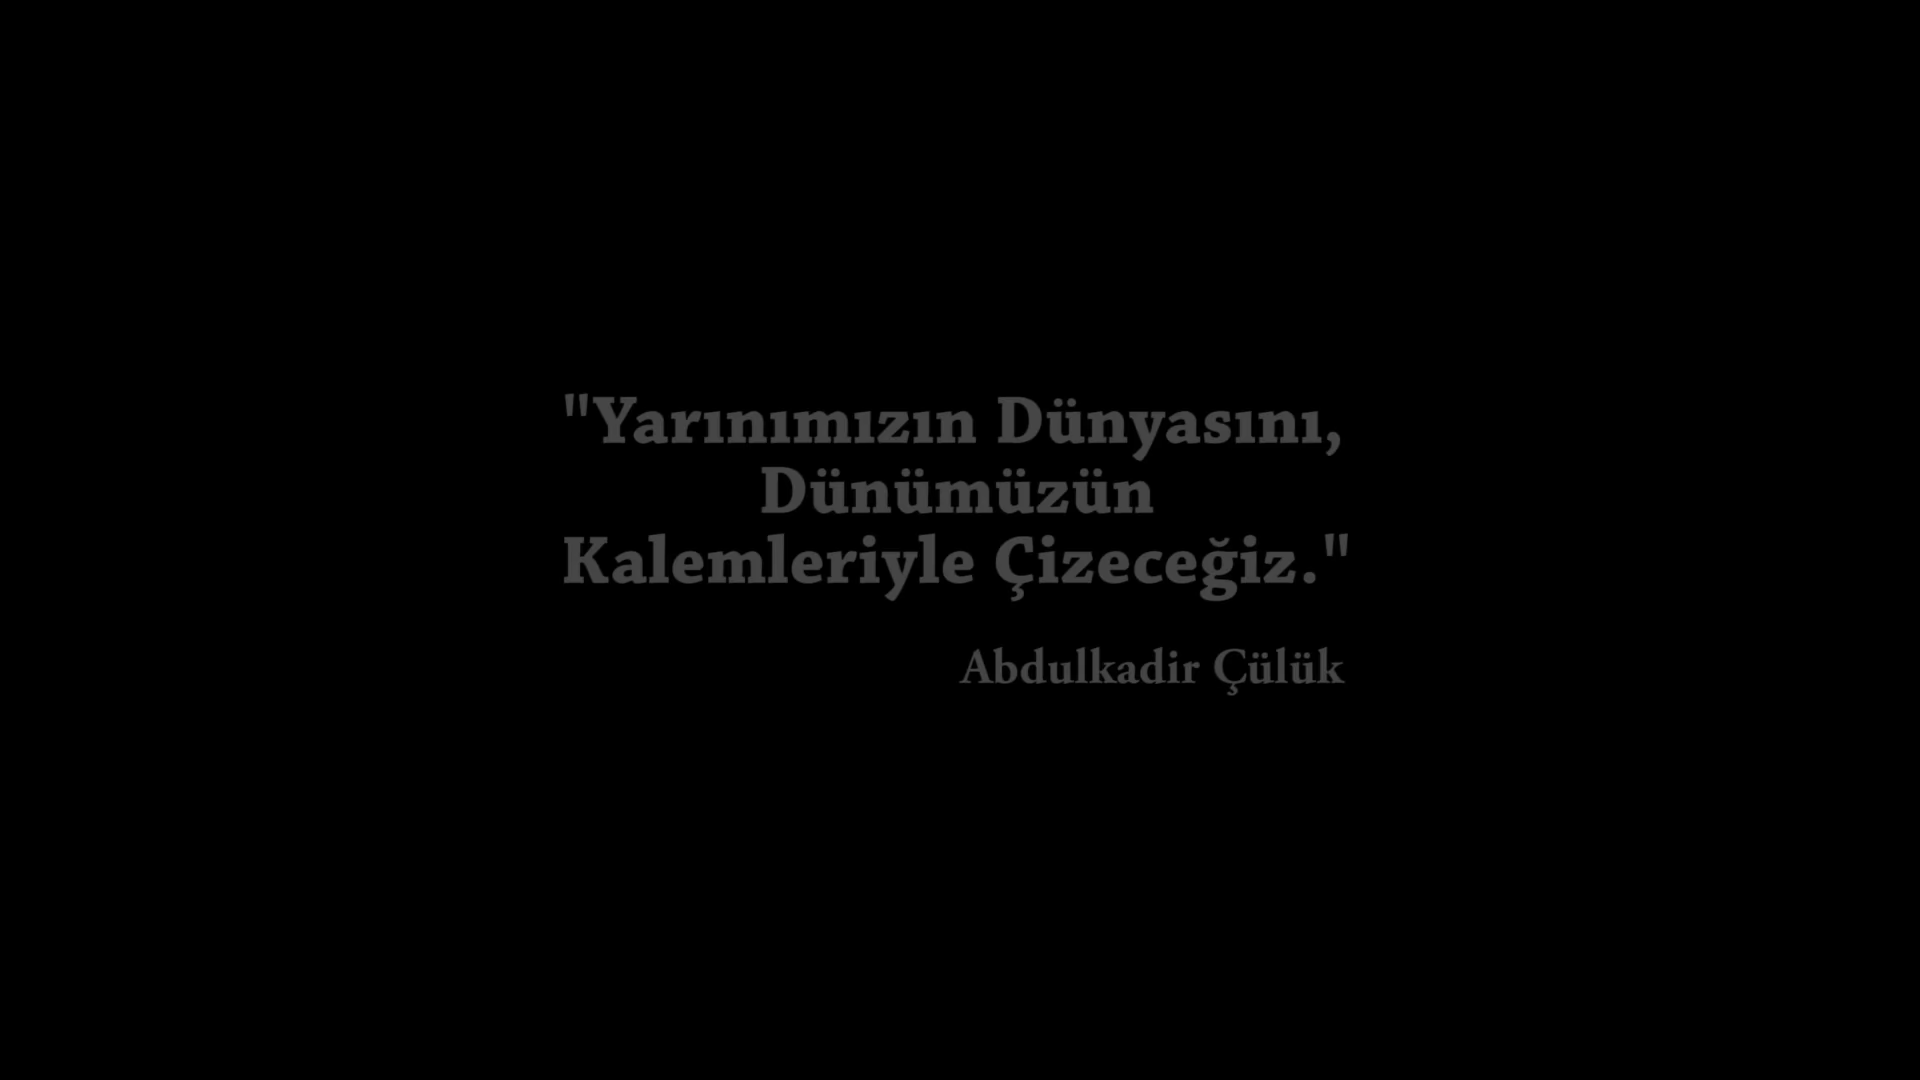 "Yarınımızın Dünyasını,
Dünümüzün
Kalemleriyle Çizeceğiz."
Abdulkadir Çülük